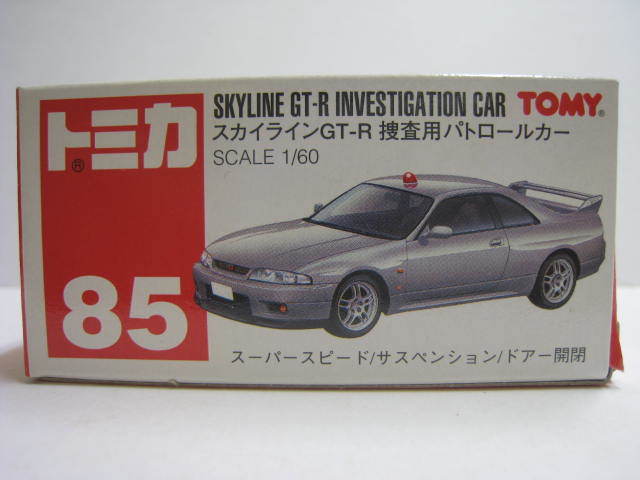 トミカ®
85
SKYLINE GT-R INVESTIGATION CAR TOMY®
スカイラインGT-R 捜査用パトロールカー
SCALE 1/60
スーパースピード/サスペンション/ドアー開閉